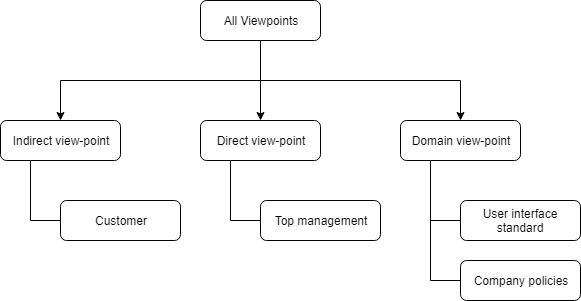 All Viewpoints
Indirect view-point
Direct view-point
Domain view-point
Customer
Top management
User interface
standard
Company policies